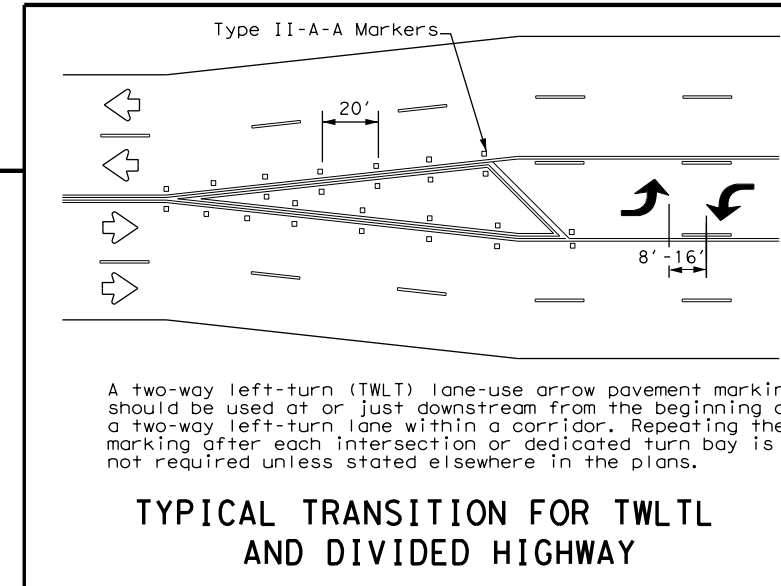 Type II-A-A Markers
20'
8'-16'
A two-way left-turn (TWLT) lane-use arrow pavement markin
should be used at or just downstream from the beginning
a two-way left-turn lane within a corridor. Repeating the
marking after each intersection or dedicated turn bay is
not required unless stated elsewhere in the plans.
TYPICAL TRANSITION FOR TWLTL
AND DIVIDED HIGHWAY